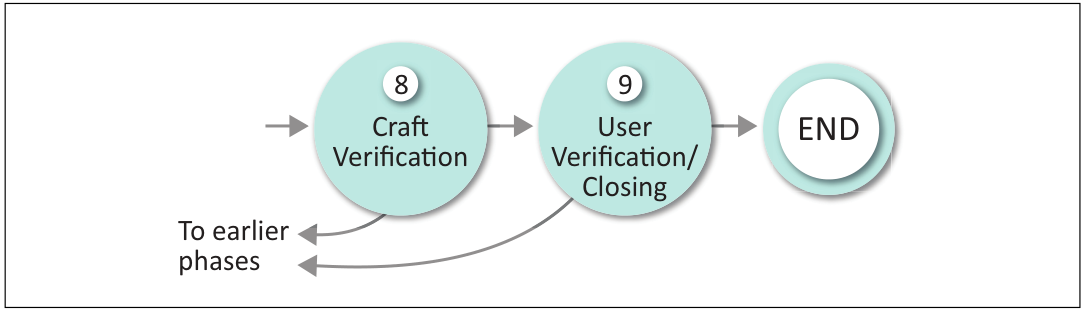 8
Craft
Verification
9
User
Verification/
Closing
END
To earlier
phases